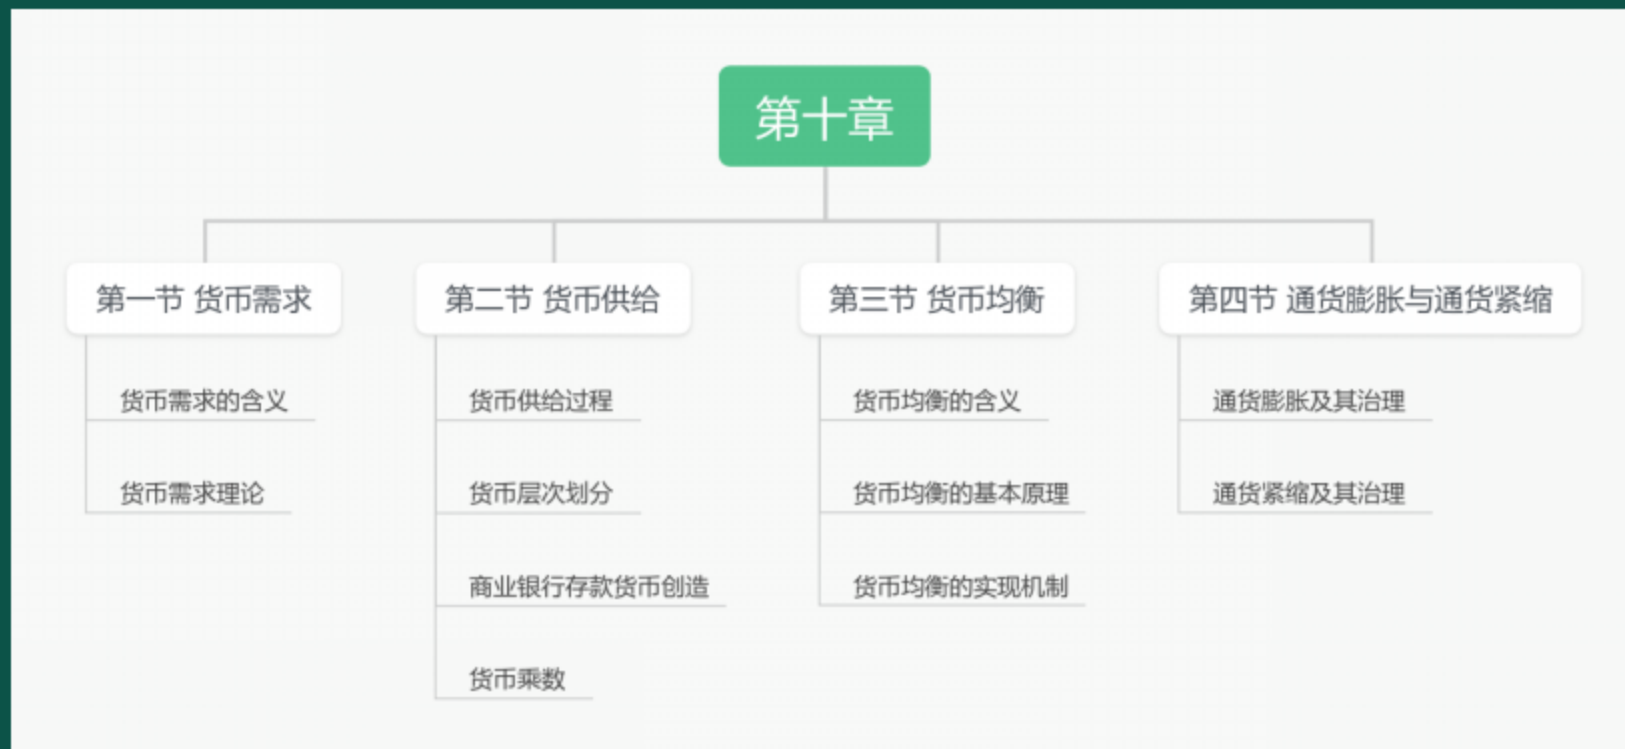 第十章
第一节 货币需求
货币需求的含义
货币需求理论
第二节 货币供给
货币供给过程
货币层次划分
商业银行存款货币创造
货币乘数
第三节 货币均衡
货币均衡的含义
货币均衡的基本原理
货币均衡的实现机制
第四节 通货膨胀与通货紧缩
通货膨胀及其治理
通货紧缩及其治理